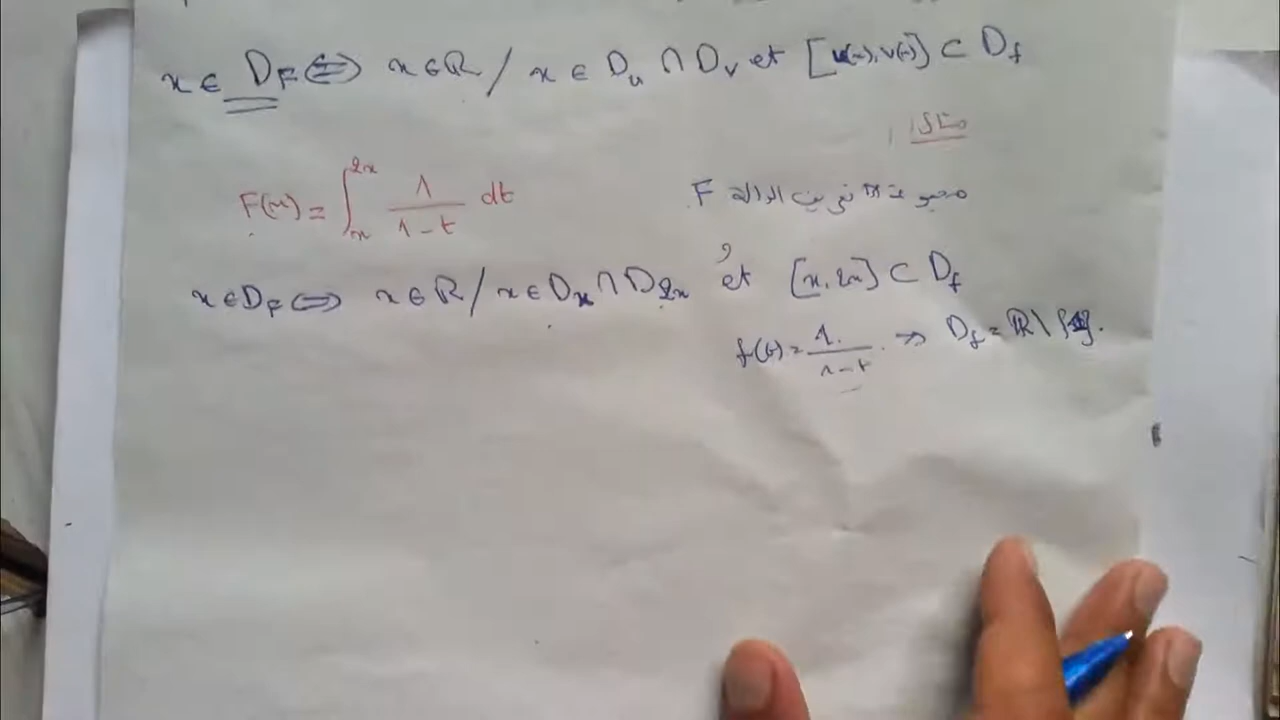 x ∈ D_F ⇔ x ∈ ℝ / x ∈ D_u ∩ D_v et [u(x), v(x)] ⊂ D_f
مثال 1
F(x) = ∫_x^{2x} 1/(1-t) dt
مجموعة تعريف الدالة F
x ∈ D_F ⇔ x ∈ ℝ / x ∈ D_x ∩ D_{2x} et [x, 2x] ⊂ D_f
f(t) = 1/(1-t) ⇒ D_f = ℝ \ {1}.